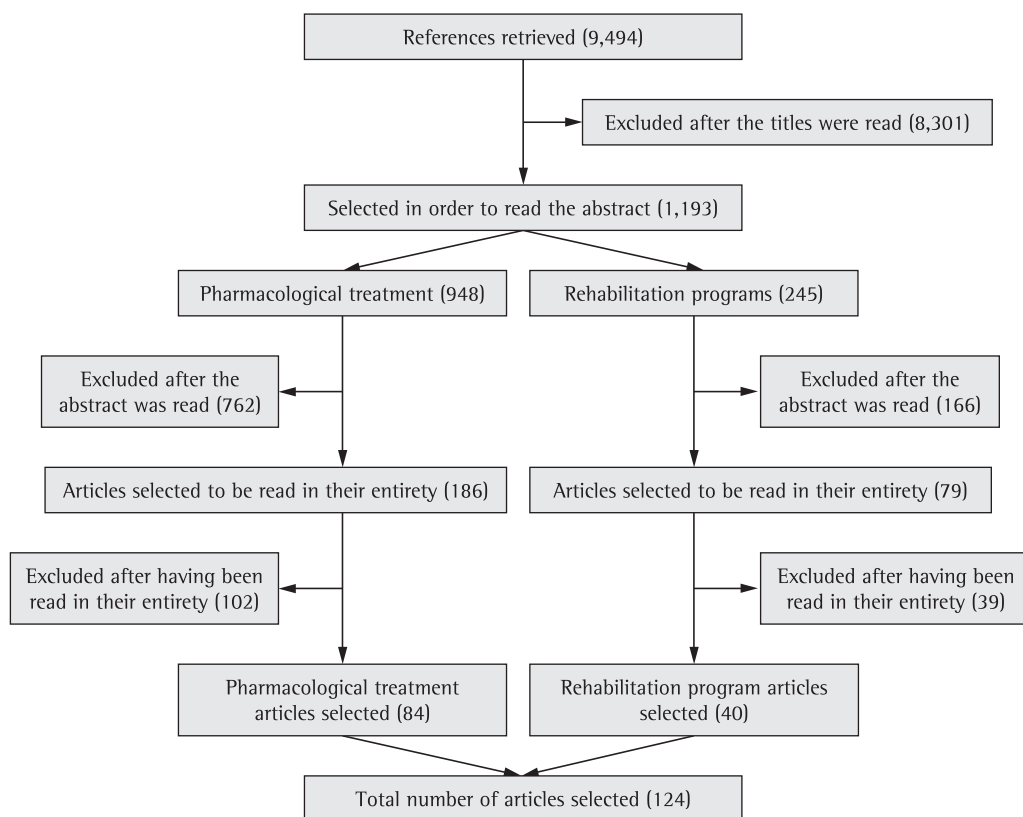 References retrieved (9,494)
Excluded after the titles were read (8,301)
Selected in order to read the abstract (1,193)
Pharmacological treatment (948)
Rehabilitation programs (245)
Excluded after the
abstract was read (762)
Excluded after the
abstract was read (166)
Articles selected to be read in their entirety (186)
Articles selected to be read in their entirety (79)
Excluded after having been
read in their entirety (102)
Excluded after having been
read in their entirety (39)
Pharmacological treatment
articles selected (84)
Rehabilitation program articles
selected (40)
Total number of articles selected (124)